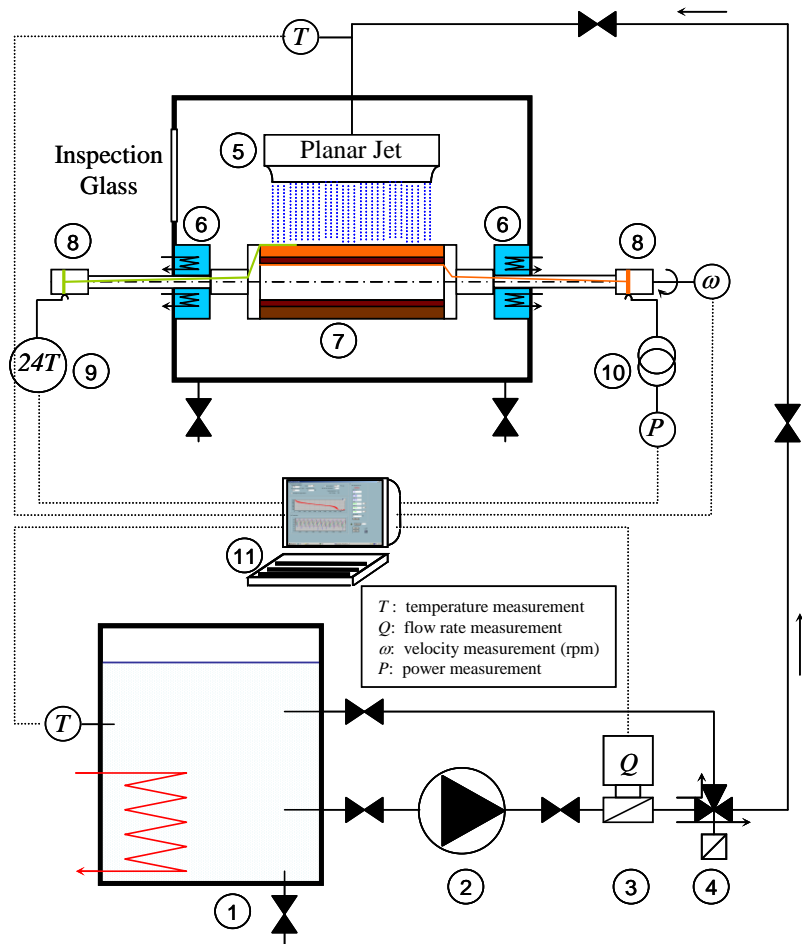 T
5
Planar Jet
Inspection
Glass
6
6
8
8
ω
7
24T
9
10
P
11
T: temperature measurement
Q: flow rate measurement
ω: velocity measurement (rpm)
P: power measurement
T
Q
1
2
3
4